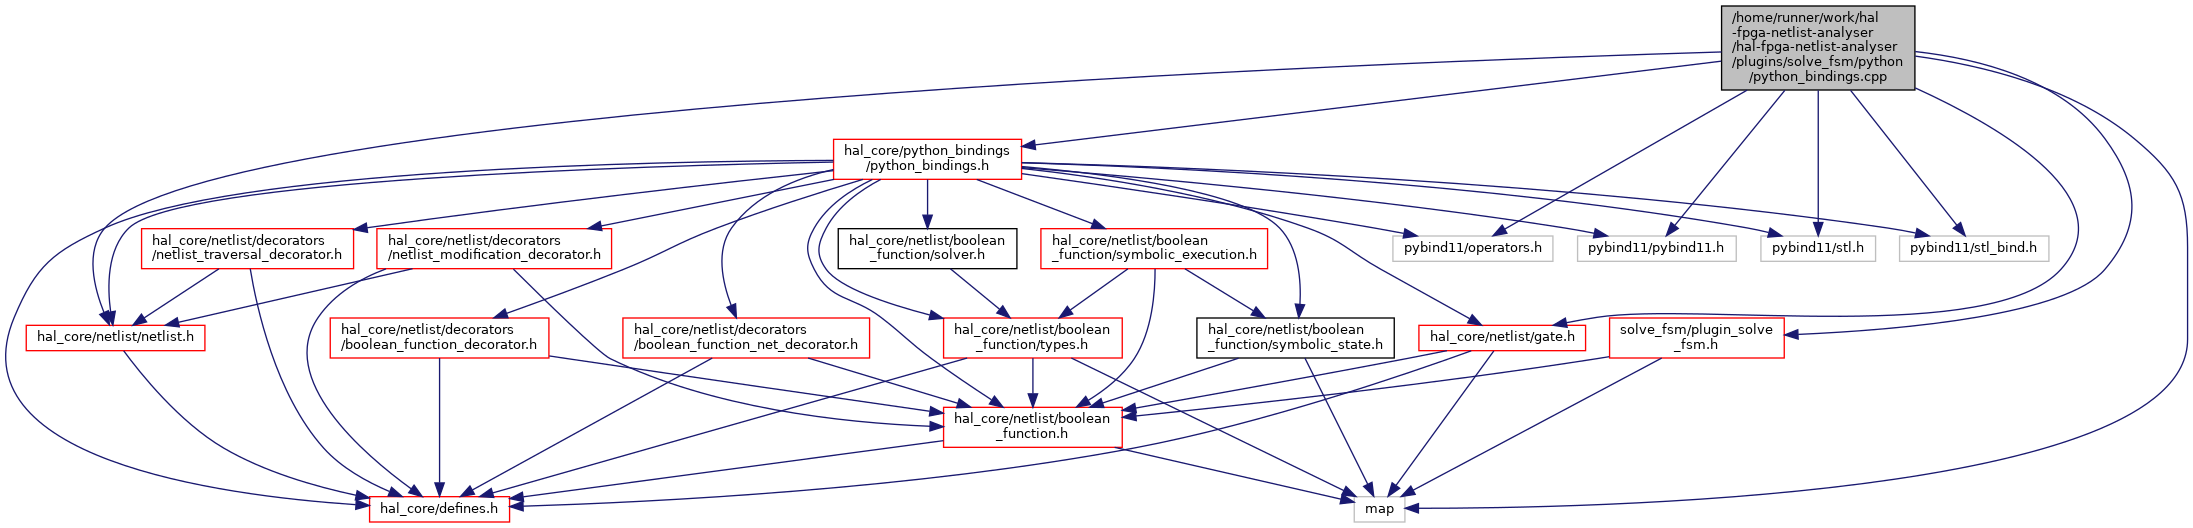 /home/runner/work/hal
-fpga-netlist-analyser
/hal-fpga-netlist-analyser
/plugins/solve_fsm/python
/python_bindings.cpp
hal_core/python_bindings
/python_bindings.h
hal_core/netlist/decorators
/netlist_traversal_decorator.h
hal_core/netlist/decorators
/netlist_modification_decorator.h
hal_core/netlist/boolean
_function/solver.h
hal_core/netlist/boolean
_function/symbolic_execution.h
pybind11/operators.h
pybind11/pybind11.h
pybind11/stl.h
pybind11/stl_bind.h
hal_core/netlist/netlist.h
hal_core/netlist/decorators
/boolean_function_decorator.h
hal_core/netlist/decorators
/boolean_function_net_decorator.h
hal_core/netlist/boolean
_function/types.h
hal_core/netlist/boolean
_function/symbolic_state.h
hal_core/netlist/gate.h
solve_fsm/plugin_solve
_fsm.h
hal_core/netlist/boolean
_function.h
hal_core/defines.h
map